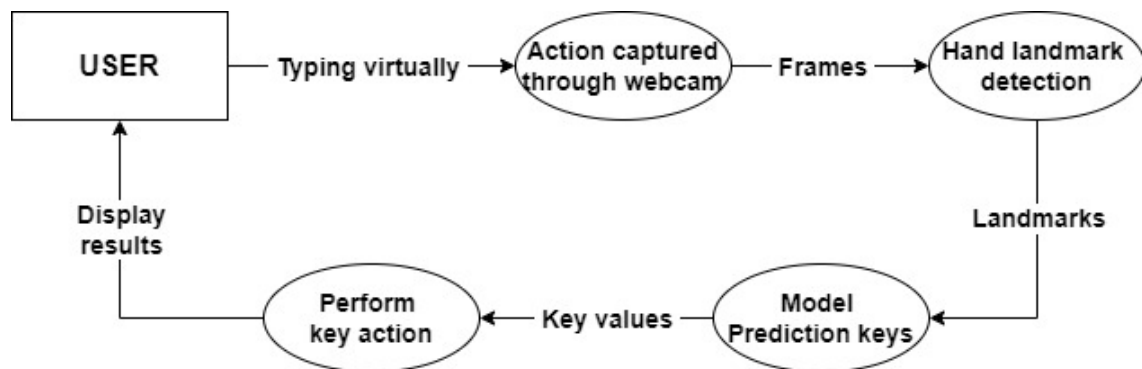 USER
Typing virtually
Action captured
through webcam
Frames
Hand landmark
detection
Landmarks
Model
Prediction keys
Key values
Perform
key action
Display
results